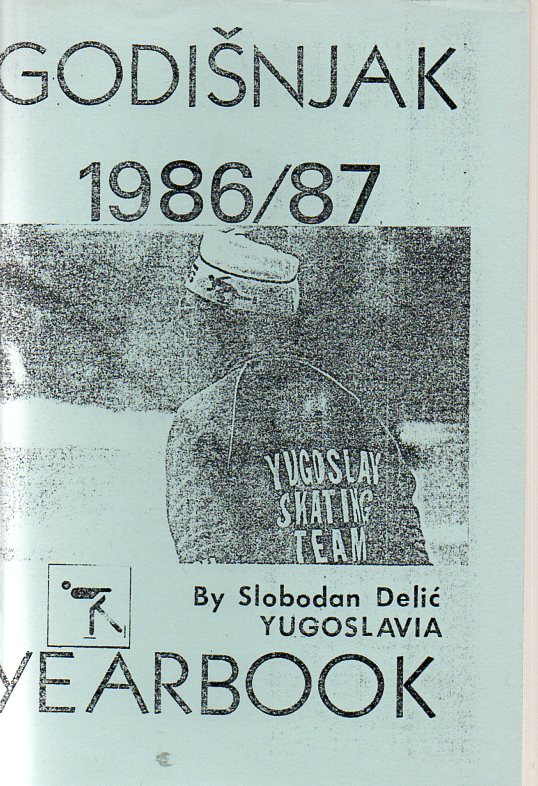 GODIŠNJAK
1986/87
YUGOSLAV
SKATING
TEAM
By Slobodan Delić
YUGOSLAVIA
YEARBOOK